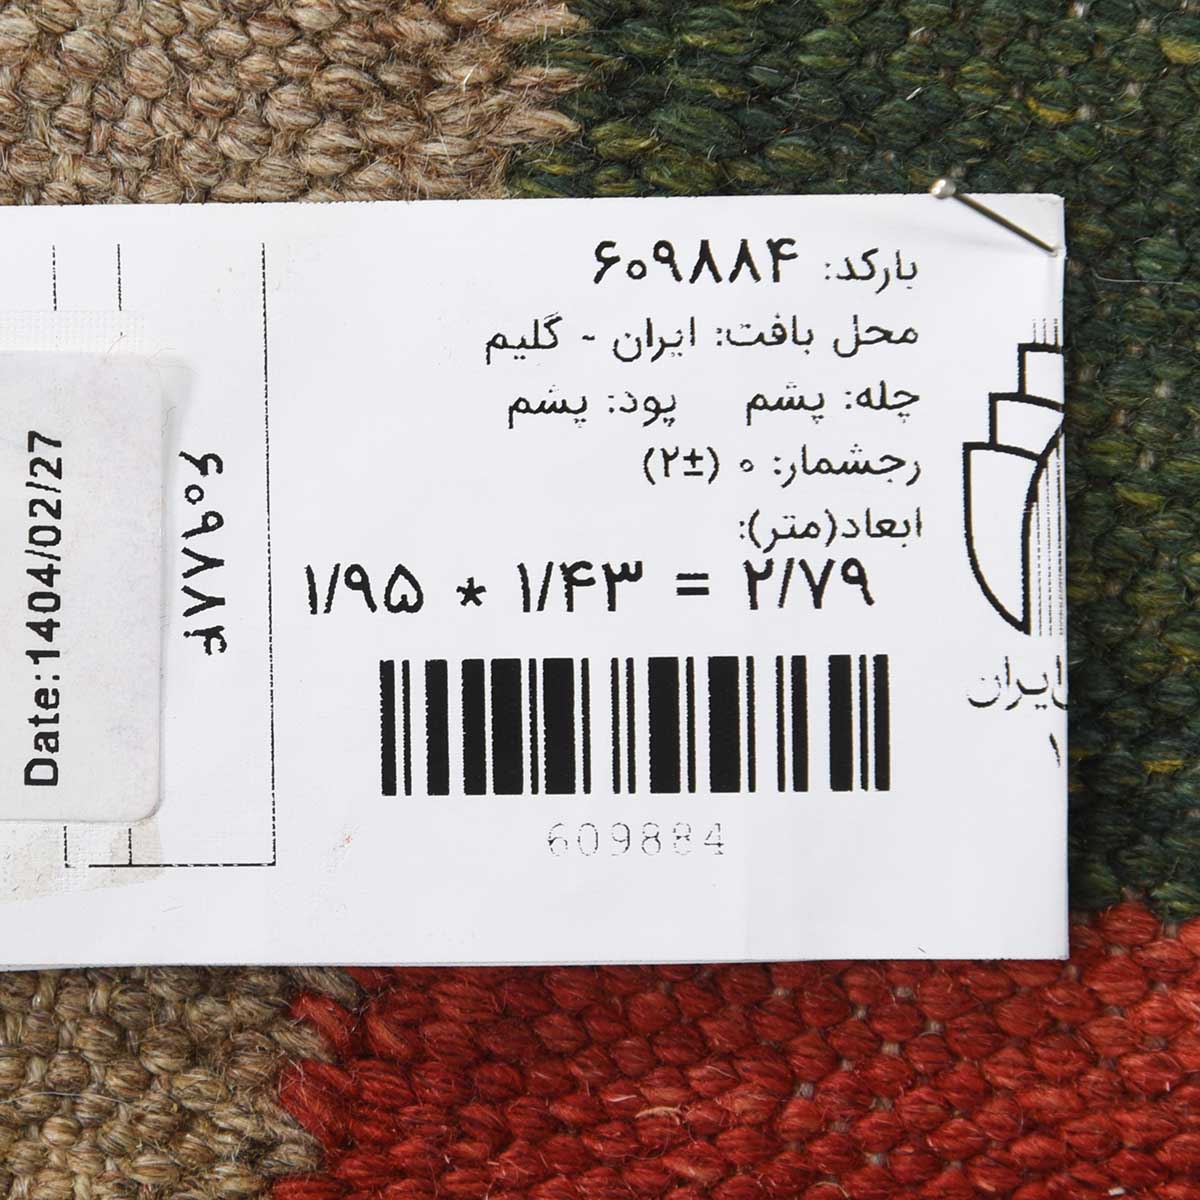 بارکد: ۶۰۹۸۸۴
محل بافت: ایران - گلیم
چله: پشم    پود: پشم
رجشمار: ۰ (±۲)
ابعاد(متر):
۱/۹۵ * ۱/۴۳ = ۲/۷۹
609884
ایران
۶۰۹۸۸۴
Date:1404/02/27